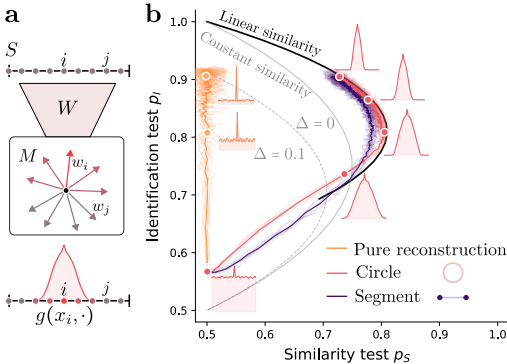 a
S
i
j
W
M
w_i
w_j
i
j
g(x_i, ·)
b
Identification test p_I
1.0
0.9
0.8
0.7
0.6
0.5
Linear similarity
Constant similarity
Δ = 0
Δ = 0.1
Pure reconstruction
Circle
Segment
0.5
0.6
0.7
0.8
0.9
1.0
Similarity test p_S